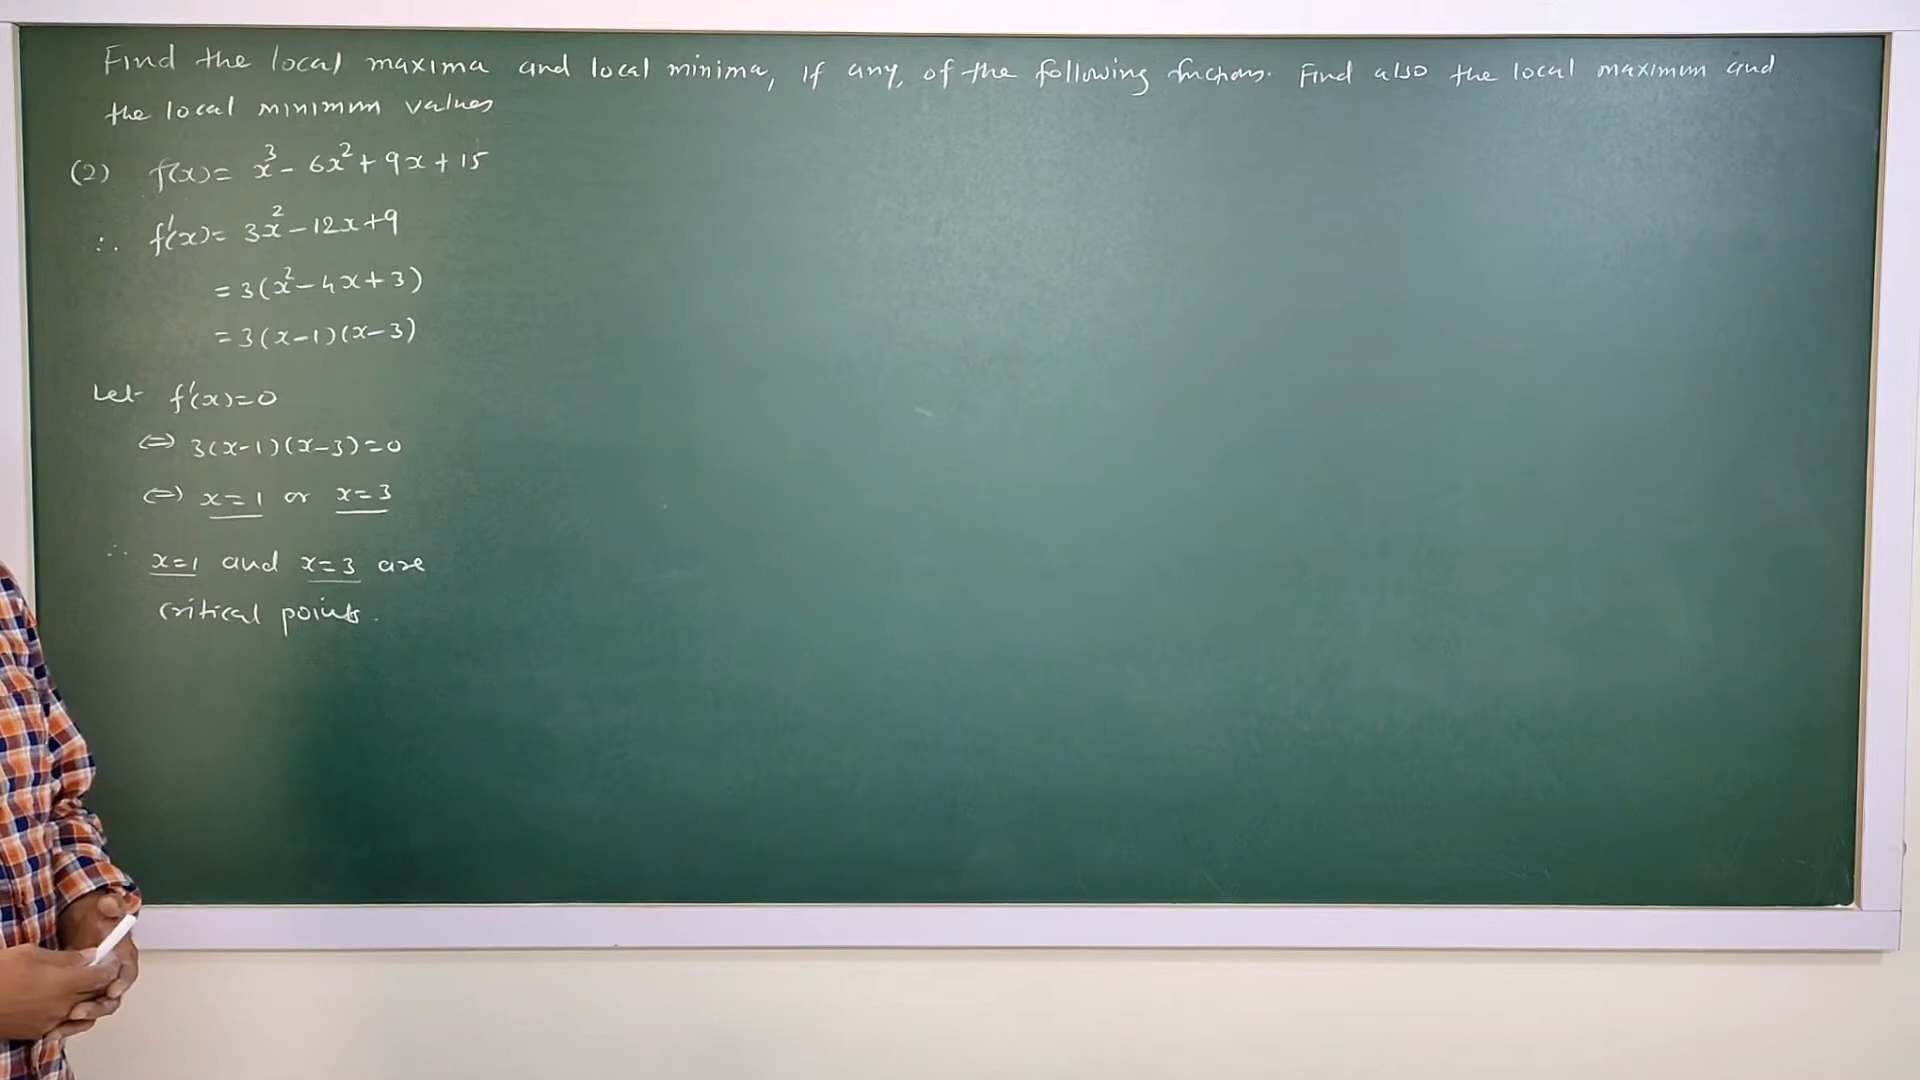 Find the local maxima and local minima, if any, of the following functions. Find also the local maximum and
the local minimum values
(2) f(x) = x³ - 6x² + 9x + 15
∴ f'(x) = 3x² - 12x + 9
= 3(x² - 4x + 3)
= 3(x-1)(x-3)
Let f'(x) = 0
⇔ 3(x-1)(x-3) = 0
⇔ x = 1 or x = 3
∴ x = 1 and x = 3 are
critical points.